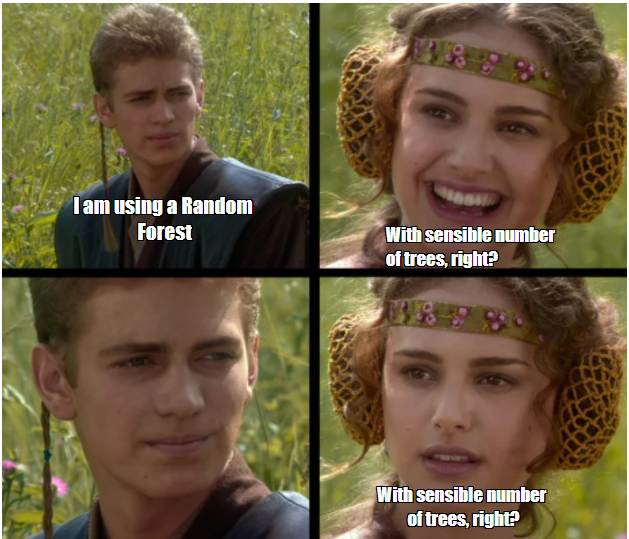 I am using a Random
Forest
With sensible number
of trees, right?
With sensible number
of trees, right?